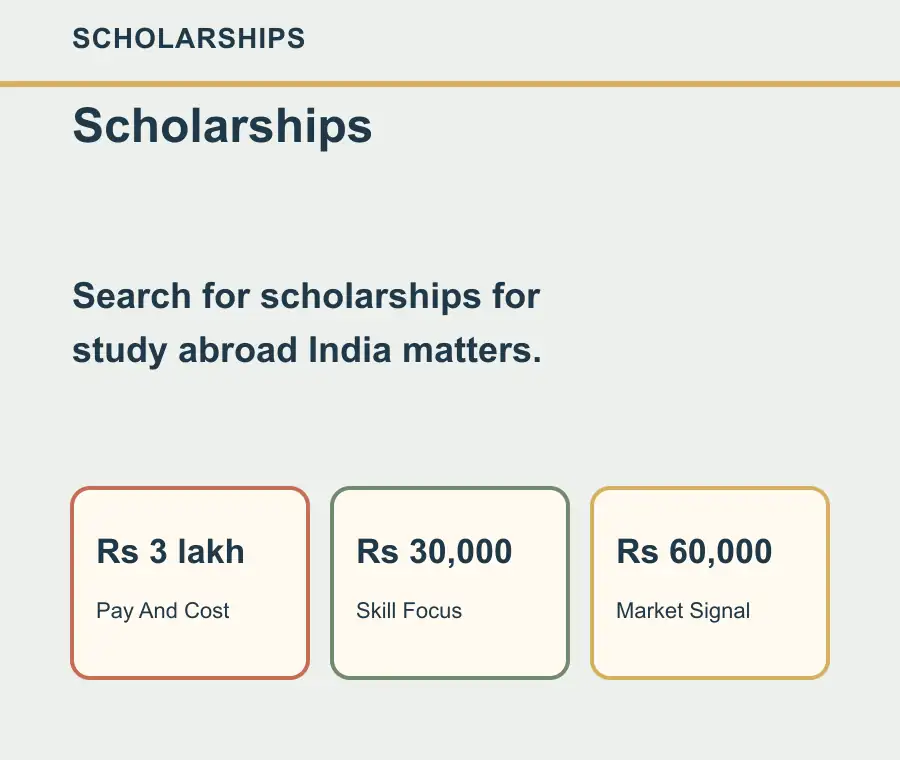 SCHOLARSHIPS
Scholarships
Search for scholarships for
study abroad India matters.
Rs 3 lakh
Pay And Cost
Rs 30,000
Skill Focus
Rs 60,000
Market Signal